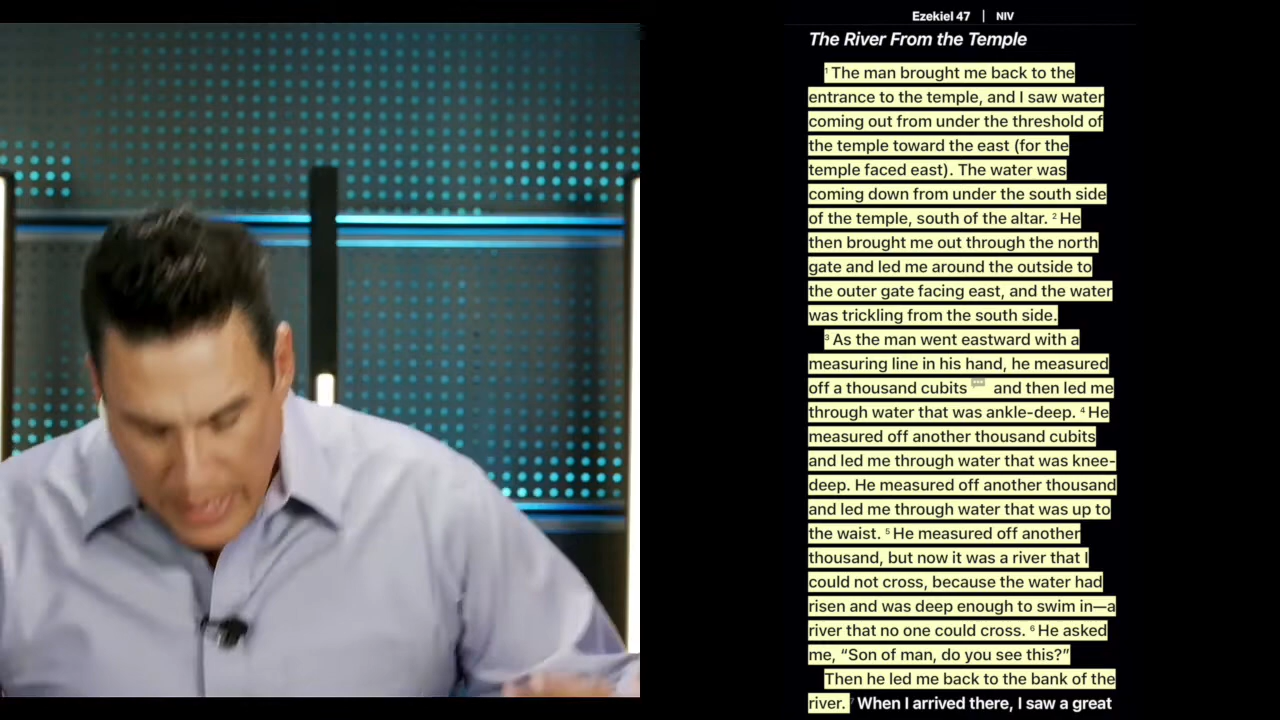 Ezekiel 47 | NIV
The River From the Temple
1 The man brought me back to the
entrance to the temple, and I saw water
coming out from under the threshold of
the temple toward the east (for the
temple faced east). The water was
coming down from under the south side
of the temple, south of the altar. 2 He
then brought me out through the north
gate and led me around the outside to
the outer gate facing east, and the water
was trickling from the south side.
3 As the man went eastward with a
measuring line in his hand, he measured
off a thousand cubits and then led me
through water that was ankle-deep. 4 He
measured off another thousand cubits
and led me through water that was knee-
deep. He measured off another thousand
and led me through water that was up to
the waist. 5 He measured off another
thousand, but now it was a river that I
could not cross, because the water had
risen and was deep enough to swim in—a
river that no one could cross. 6 He asked
me, “Son of man, do you see this?”
Then he led me back to the bank of the
river. 7 When I arrived there, I saw a great